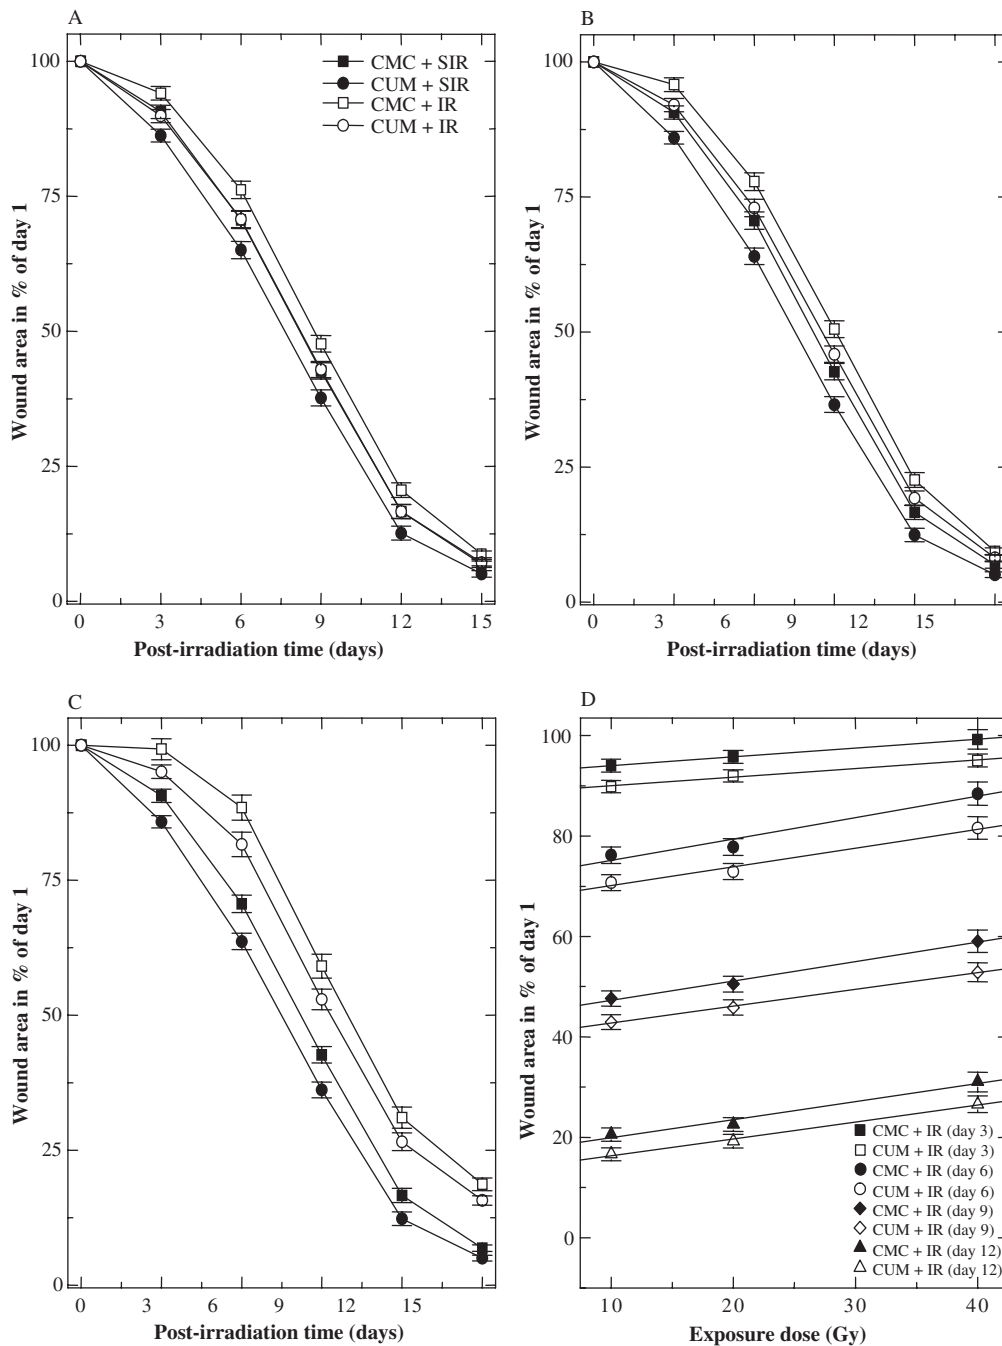 A
100
75
50
25
0
Wound area in % of day 1
CMC + SIR
CUM + SIR
CMC + IR
CUM + IR
0 3 6 9 12 15
Post-irradiation time (days)
B
100
75
50
25
0
Wound area in % of day 1
0 3 6 9 12 15
Post-irradiation time (days)
C
100
75
50
25
0
Wound area in % of day 1
0 3 6 9 12 15
Post-irradiation time (days)
D
100
80
60
40
20
0
Wound area in % of day 1
CMC + IR (day 3)
CUM + IR (day 3)
CMC + IR (day 6)
CUM + IR (day 6)
CMC + IR (day 9)
CUM + IR (day 9)
CMC + IR (day 12)
CUM + IR (day 12)
10 20 30 40
Exposure dose (Gy)